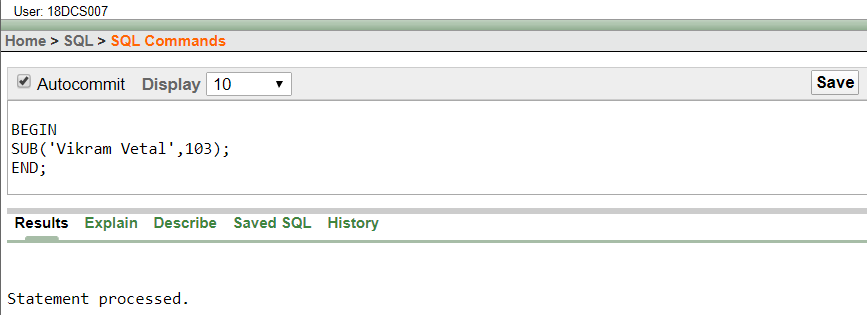 User: 18DCS007
Home > SQL > SQL Commands
Autocommit Display 10 Save
BEGIN
SUB('Vikram Vetal',103);
END;
Results Explain Describe Saved SQL History
Statement processed.